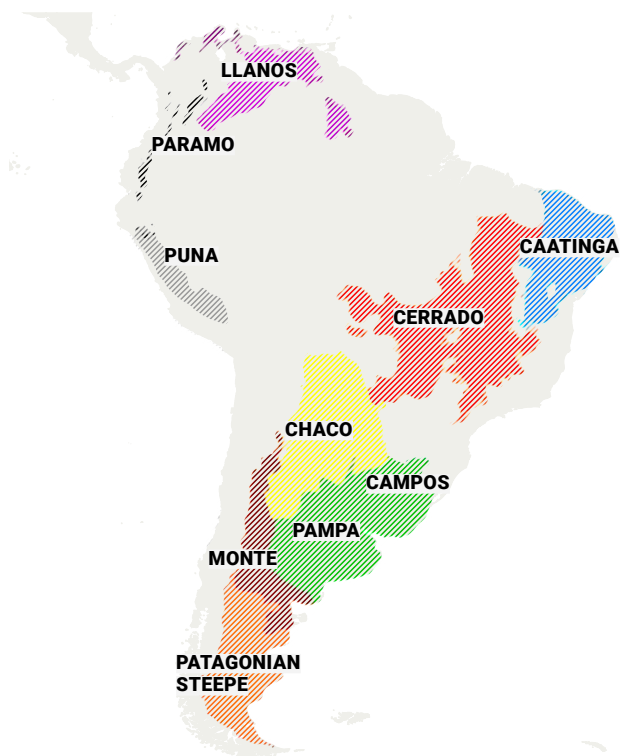 LLANOS
PARAMO
PUNA
CAATINGA
CERRADO
CHACO
CAMPOS
PAMPA
MONTE
PATAGONIAN
STEEPE